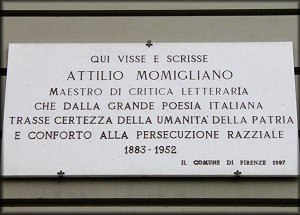 QUI VISSE E SCRISSE
ATTILIO MOMIGLIANO
MAESTRO DI CRITICA LETTERARIA
CHE DALLA GRANDE POESIA ITALIANA
TRASSE CERTEZZA DELLA UMANITA' DELLA PATRIA
E CONFORTO ALLA PERSECUZIONE RAZZIALE
1883-1952
IL COMUNE DI FIRENZE 1987